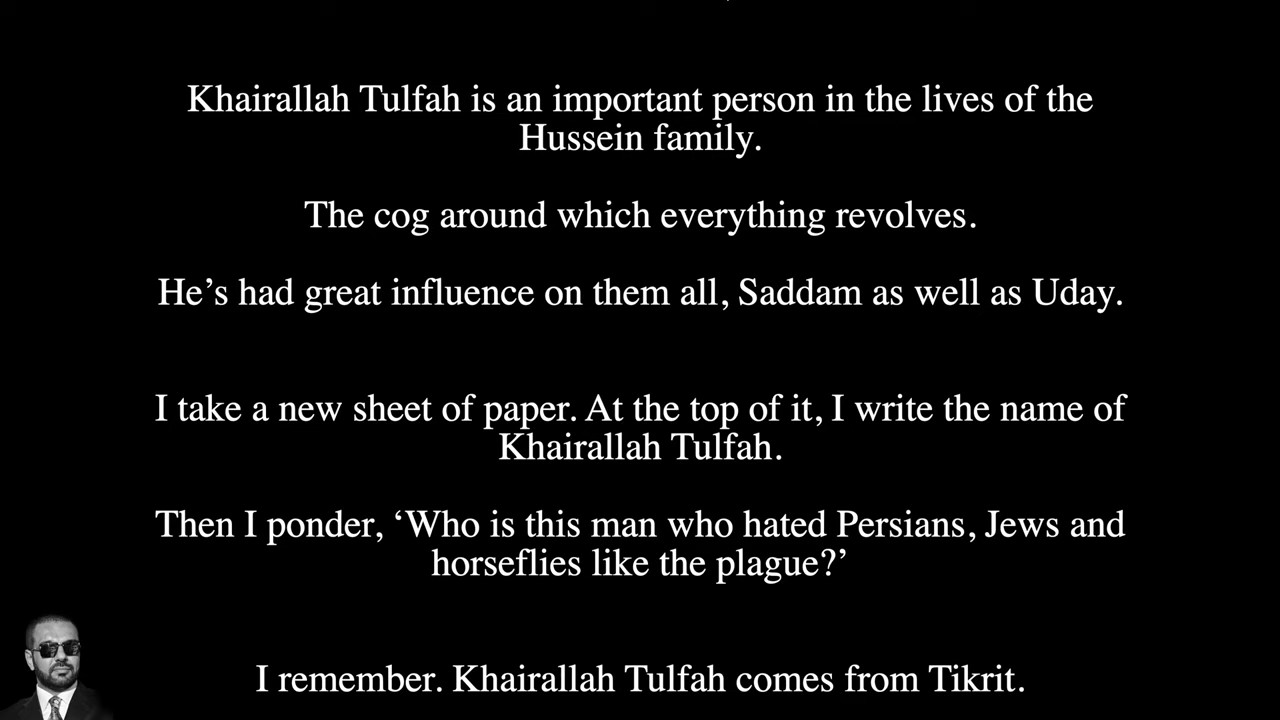 Khairallah Tulfah is an important person in the lives of the
Hussein family.
The cog around which everything revolves.
He’s had great influence on them all, Saddam as well as Uday.
I take a new sheet of paper. At the top of it, I write the name of
Khairallah Tulfah.
Then I ponder, ‘Who is this man who hated Persians, Jews and
horseflies like the plague?’
I remember. Khairallah Tulfah comes from Tikrit.